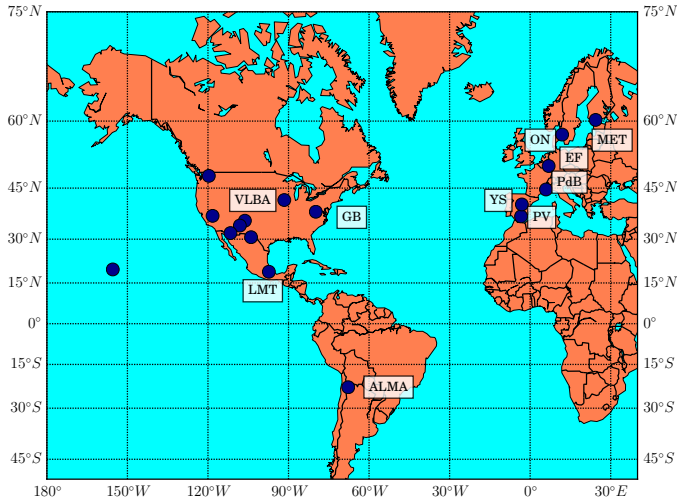 75°N 75°N
60°N 60°N
ON MET
EF
PdB
45°N 45°N
VLBA YS
GB PV
30°N 30°N
LMT
15°N 15°N
0° 0°
15°S 15°S
ALMA
30°S 30°S
45°S 45°S
180° 150°W 120°W 90°W 60°W 30°W 0° 30°E